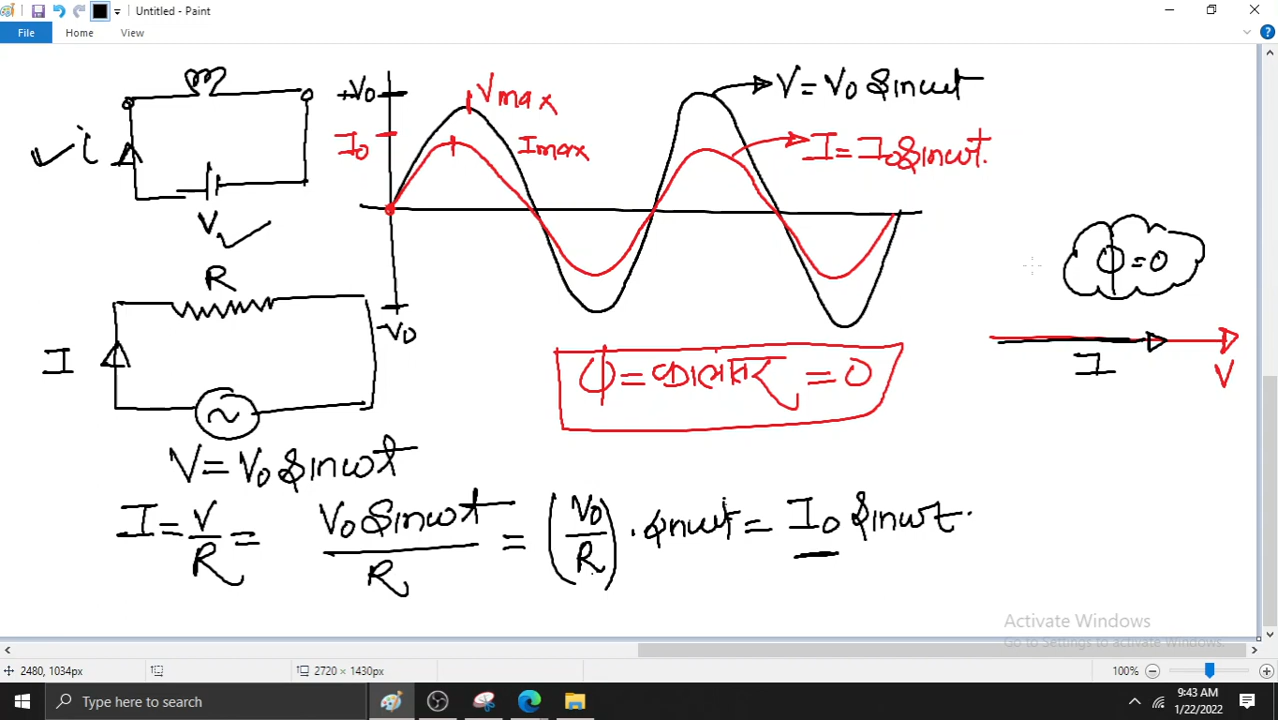 Untitled - Paint
File Home View
+V₀ Vmax V = V₀ Sinωt
I₀ Imax I = I₀ Sinωt.
i
V
ϕ = 0
R
-V₀
I
I V
V = V₀ Sinωt
I = V/R = V₀ Sinωt/R = (V₀/R) · sinωt = I₀ Sinωt.
Activate Windows
Go to Settings to activate Windows.
2480, 1034px 2720 × 1430px 100%
Type here to search
9:43 AM
1/22/2022